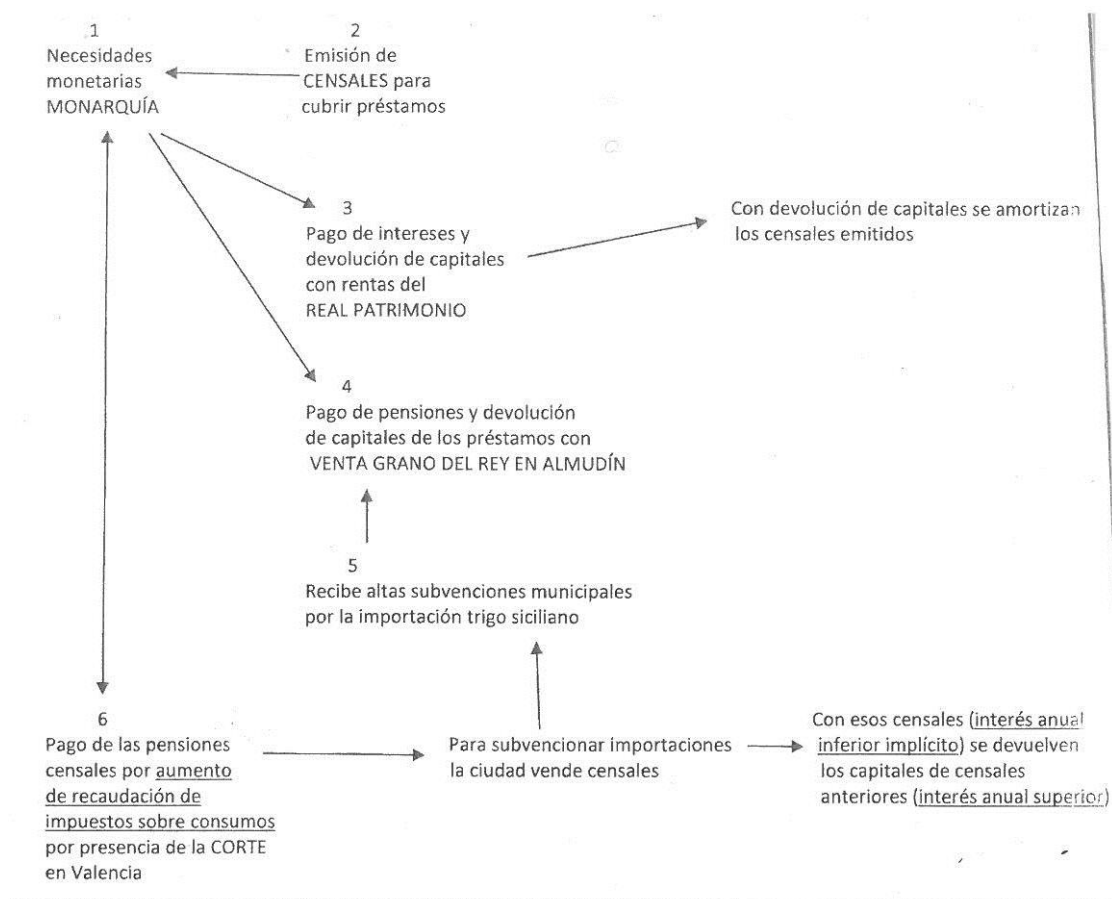 1
Necesidades
monetarias
MONARQUÍA
2
Emisión de
CENSALES para
cubrir préstamos
3
Pago de intereses y
devolución de capitales
con rentas del
REAL PATRIMONIO
Con devolución de capitales se amortizan
los censales emitidos
4
Pago de pensiones y devolución
de capitales de los préstamos con
VENTA GRANO DEL REY EN ALMUDÍN
5
Recibe altas subvenciones municipales
por la importación trigo siciliano
6
Pago de las pensiones
censales por aumento
de recaudación de
impuestos sobre consumos
por presencia de la CORTE
en Valencia
Para subvencionar importaciones
la ciudad vende censales
Con esos censales (interés anual
inferior implícito) se devuelven
los capitales de censales
anteriores (interés anual superior)